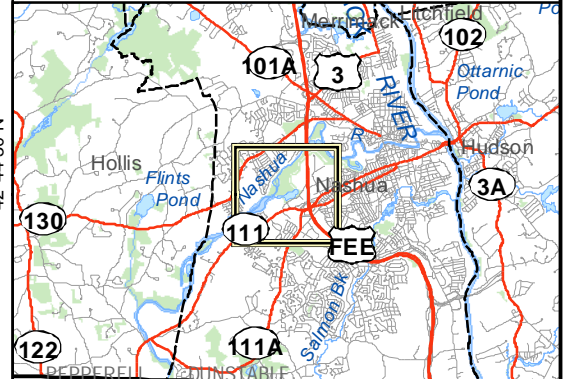 Merrimack
Litchfield
102
101A
3
Ottarnic
Pond
RIVER
R
Hudson
Hollis
Flints
Pond
Nashua
Nashua
3A
130
111
FEE
Salmon Bk
122
111A
PEPPERELL
DUNSTABLE